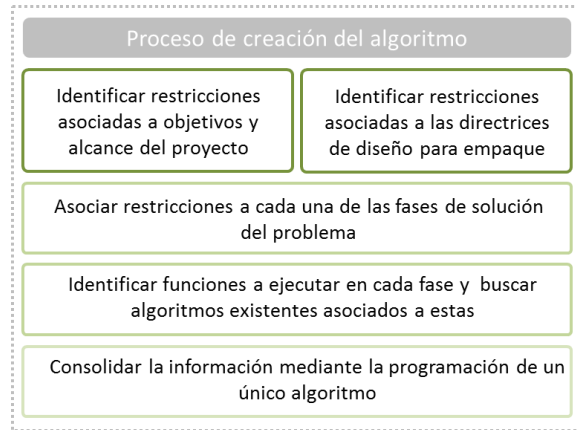 Proceso de creación del algoritmo
Identificar restricciones
asociadas a objetivos y
alcance del proyecto
Identificar restricciones
asociadas a las directrices
de diseño para empaque
Asociar restricciones a cada una de las fases de solución
del problema
Identificar funciones a ejecutar en cada fase y buscar
algoritmos existentes asociados a estas
Consolidar la información mediante la programación de un
único algoritmo